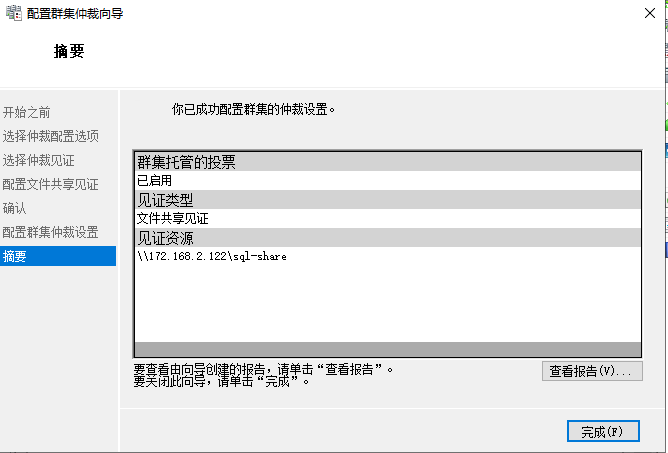 配置群集仲裁向导
摘要
开始之前
选择仲裁配置选项
选择仲裁见证
配置文件共享见证
确认
配置群集仲裁设置
摘要
你已成功配置群集的仲裁设置。
群集托管的投票
已启用
见证类型
文件共享见证
见证资源
\\172.168.2.122\sql-share
要查看由向导创建的报告，请单击“查看报告”。
要关闭此向导，请单击“完成”。
查看报告(V)...
完成(F)